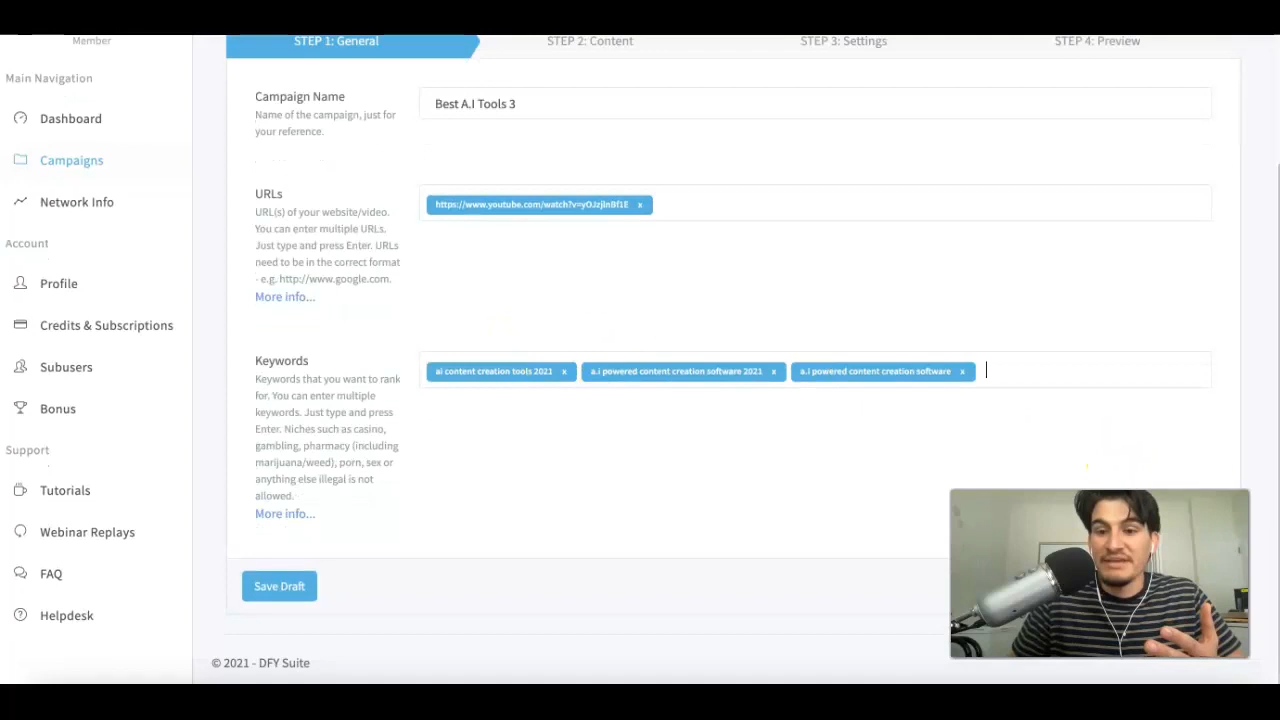 Member
STEP 1: General
STEP 2: Content
STEP 3: Settings
STEP 4: Preview
Main Navigation
Dashboard
Campaigns
Network Info
Account
Profile
Credits & Subscriptions
Subusers
Bonus
Support
Tutorials
Webinar Replays
FAQ
Helpdesk
Campaign Name
Name of the campaign, just for
your reference.
Best A.I Tools 3
URLs
URL(s) of your website/video.
You can enter multiple URLs.
Just type and press Enter. URLs
need to be in the correct format
- e.g. http://www.google.com.
More info...
https://www.youtube.com/watch?v=yOJzjlnBf1E x
Keywords
Keywords that you want to rank
for. You can enter multiple
keywords. Just type and press
Enter. Niches such as casino,
gambling, pharmacy (including
marijuana/weed), porn, sex or
anything else illegal is not
allowed.
More info...
ai content creation tools 2021 x
a.i powered content creation software 2021 x
a.i powered content creation software x
Save Draft
© 2021 - DFY Suite